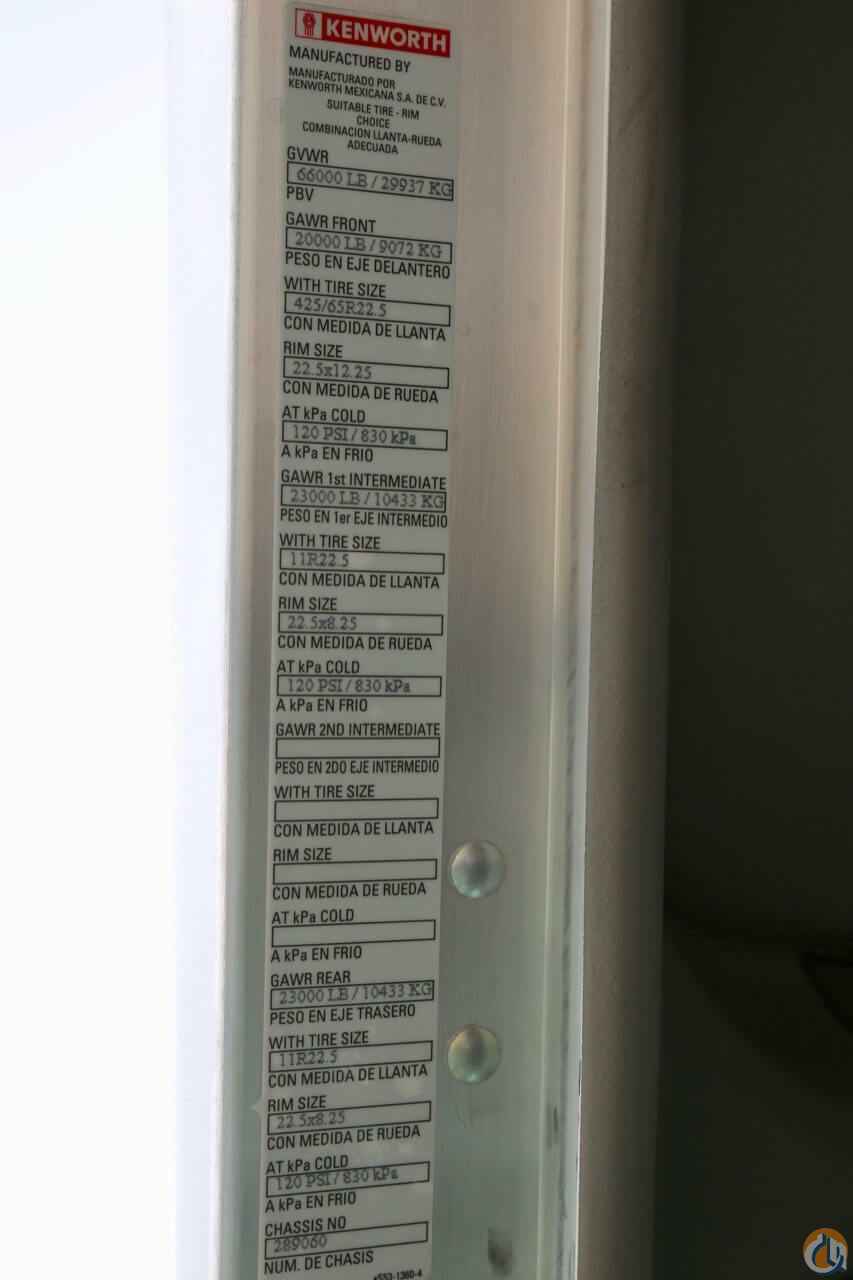 KENWORTH
MANUFACTURED BY
MANUFACTURADO POR
KENWORTH MEXICANA S.A. DE C.V.
SUITABLE TIRE - RIM
CHOICE
COMBINACION LLANTA-RUEDA
ADECUADA
GVWR
66000 LB / 29937 KG
PBV
GAWR FRONT
20000 LB / 9072 KG
PESO EN EJE DELANTERO
WITH TIRE SIZE
425/65R22.5
CON MEDIDA DE LLANTA
RIM SIZE
22.5x12.25
CON MEDIDA DE RUEDA
AT kPa COLD
120 PSI / 830 kPa
A kPa EN FRIO
GAWR 1st INTERMEDIATE
23000 LB / 10433 KG
PESO EN 1er EJE INTERMEDIO
WITH TIRE SIZE
11R22.5
CON MEDIDA DE LLANTA
RIM SIZE
22.5x8.25
CON MEDIDA DE RUEDA
AT kPa COLD
120 PSI / 830 kPa
A kPa EN FRIO
GAWR 2ND INTERMEDIATE
PESO EN 2DO EJE INTERMEDIO
WITH TIRE SIZE
CON MEDIDA DE LLANTA
RIM SIZE
CON MEDIDA DE RUEDA
AT kPa COLD
A kPa EN FRIO
GAWR REAR
23000 LB / 10433 KG
PESO EN EJE TRASERO
WITH TIRE SIZE
11R22.5
CON MEDIDA DE LLANTA
RIM SIZE
22.5x8.25
CON MEDIDA DE RUEDA
AT kPa COLD
120 PSI / 830 kPa
A kPa EN FRIO
CHASSIS NO
289060
NUM. DE CHASIS